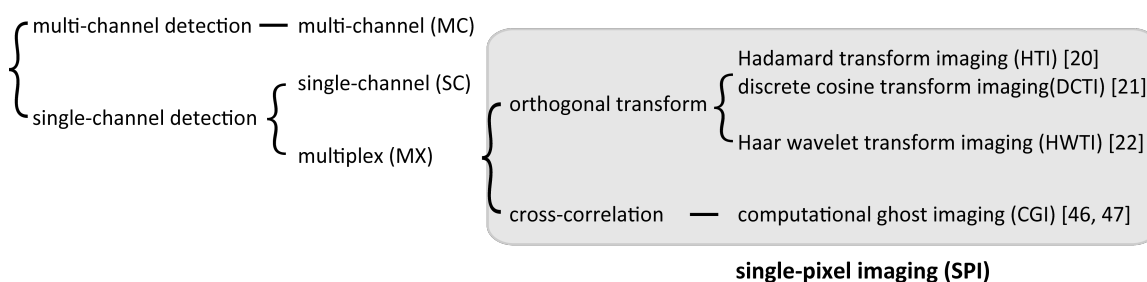 multi-channel detection
multi-channel (MC)
single-channel detection
single-channel (SC)
multiplex (MX)
orthogonal transform
Hadamard transform imaging (HTI) [20]
discrete cosine transform imaging(DCTI) [21]
Haar wavelet transform imaging (HWTI) [22]
cross-correlation
computational ghost imaging (CGI) [46, 47]
single-pixel imaging (SPI)